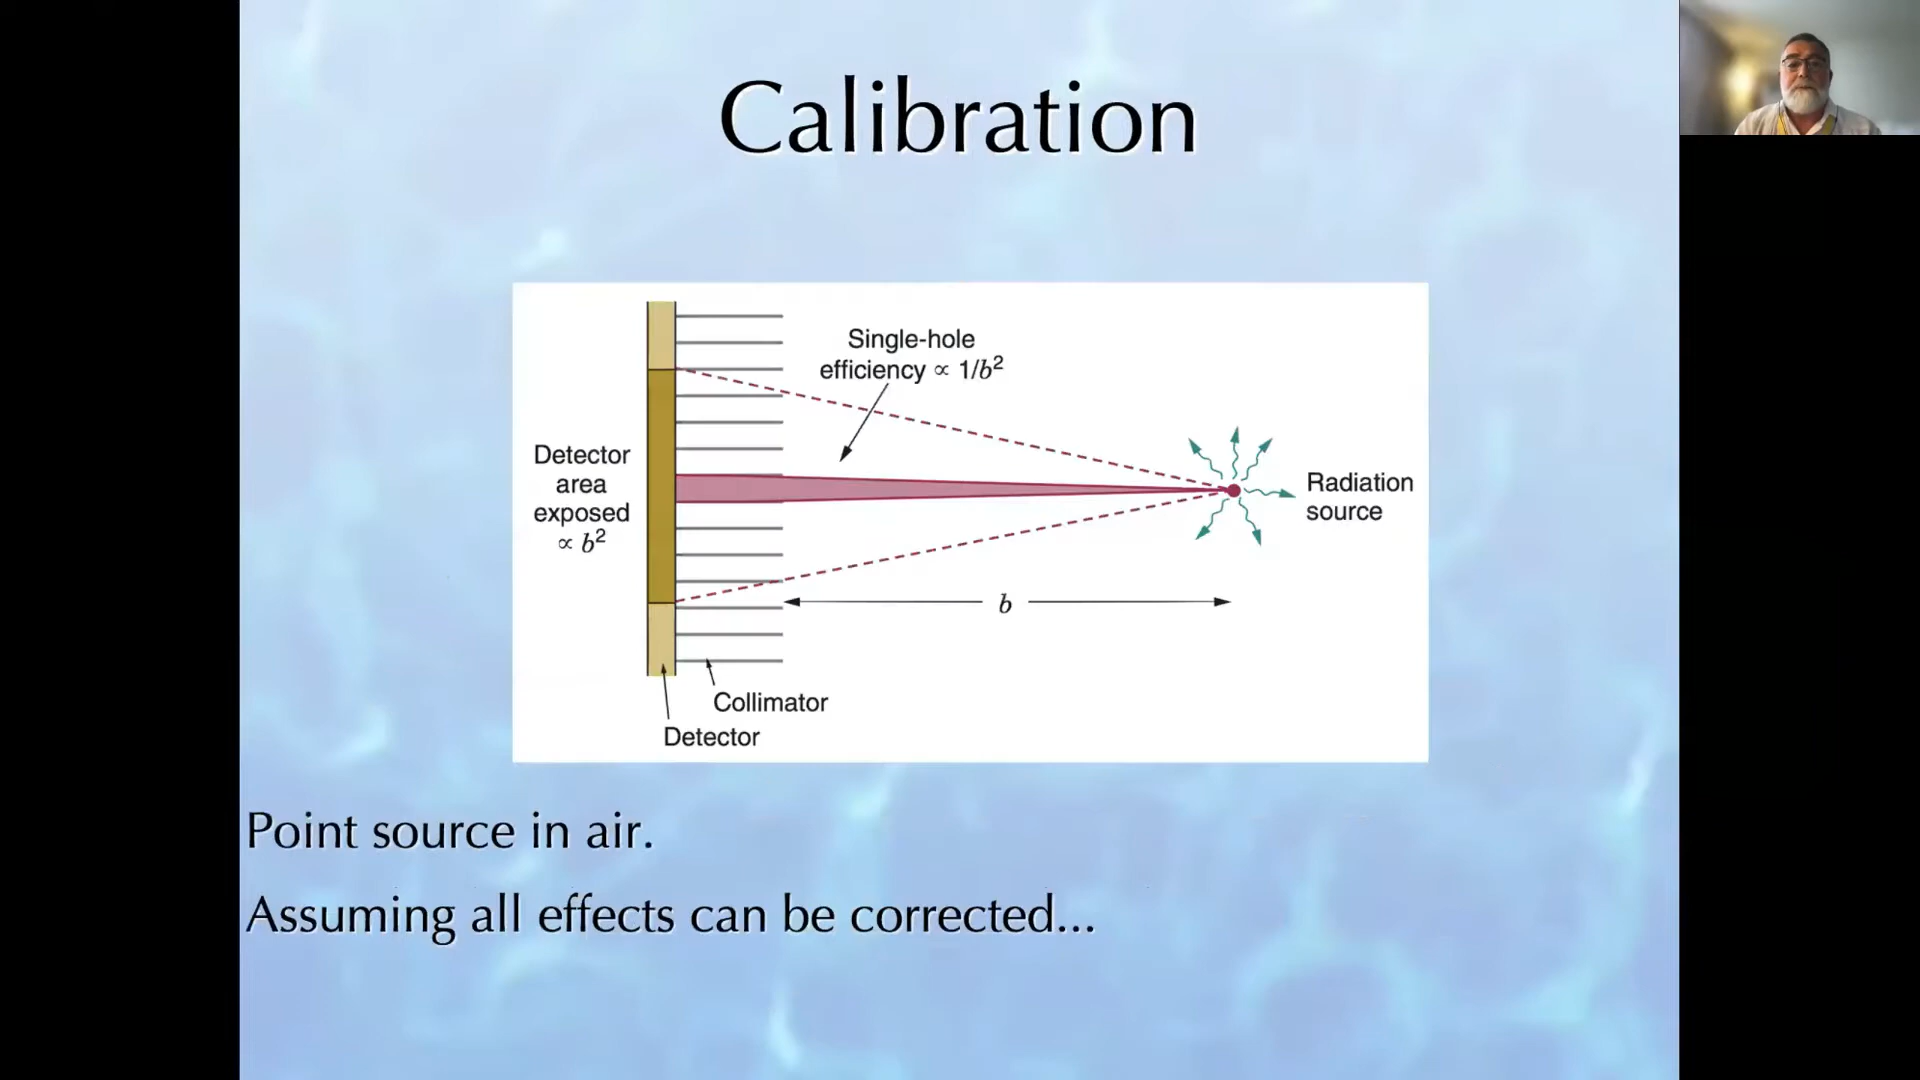 Calibration
Single-hole
efficiency ∝ 1/b²
Detector
area
exposed
∝ b²
Radiation
source
b
Collimator
Detector
Point source in air.
Assuming all effects can be corrected...